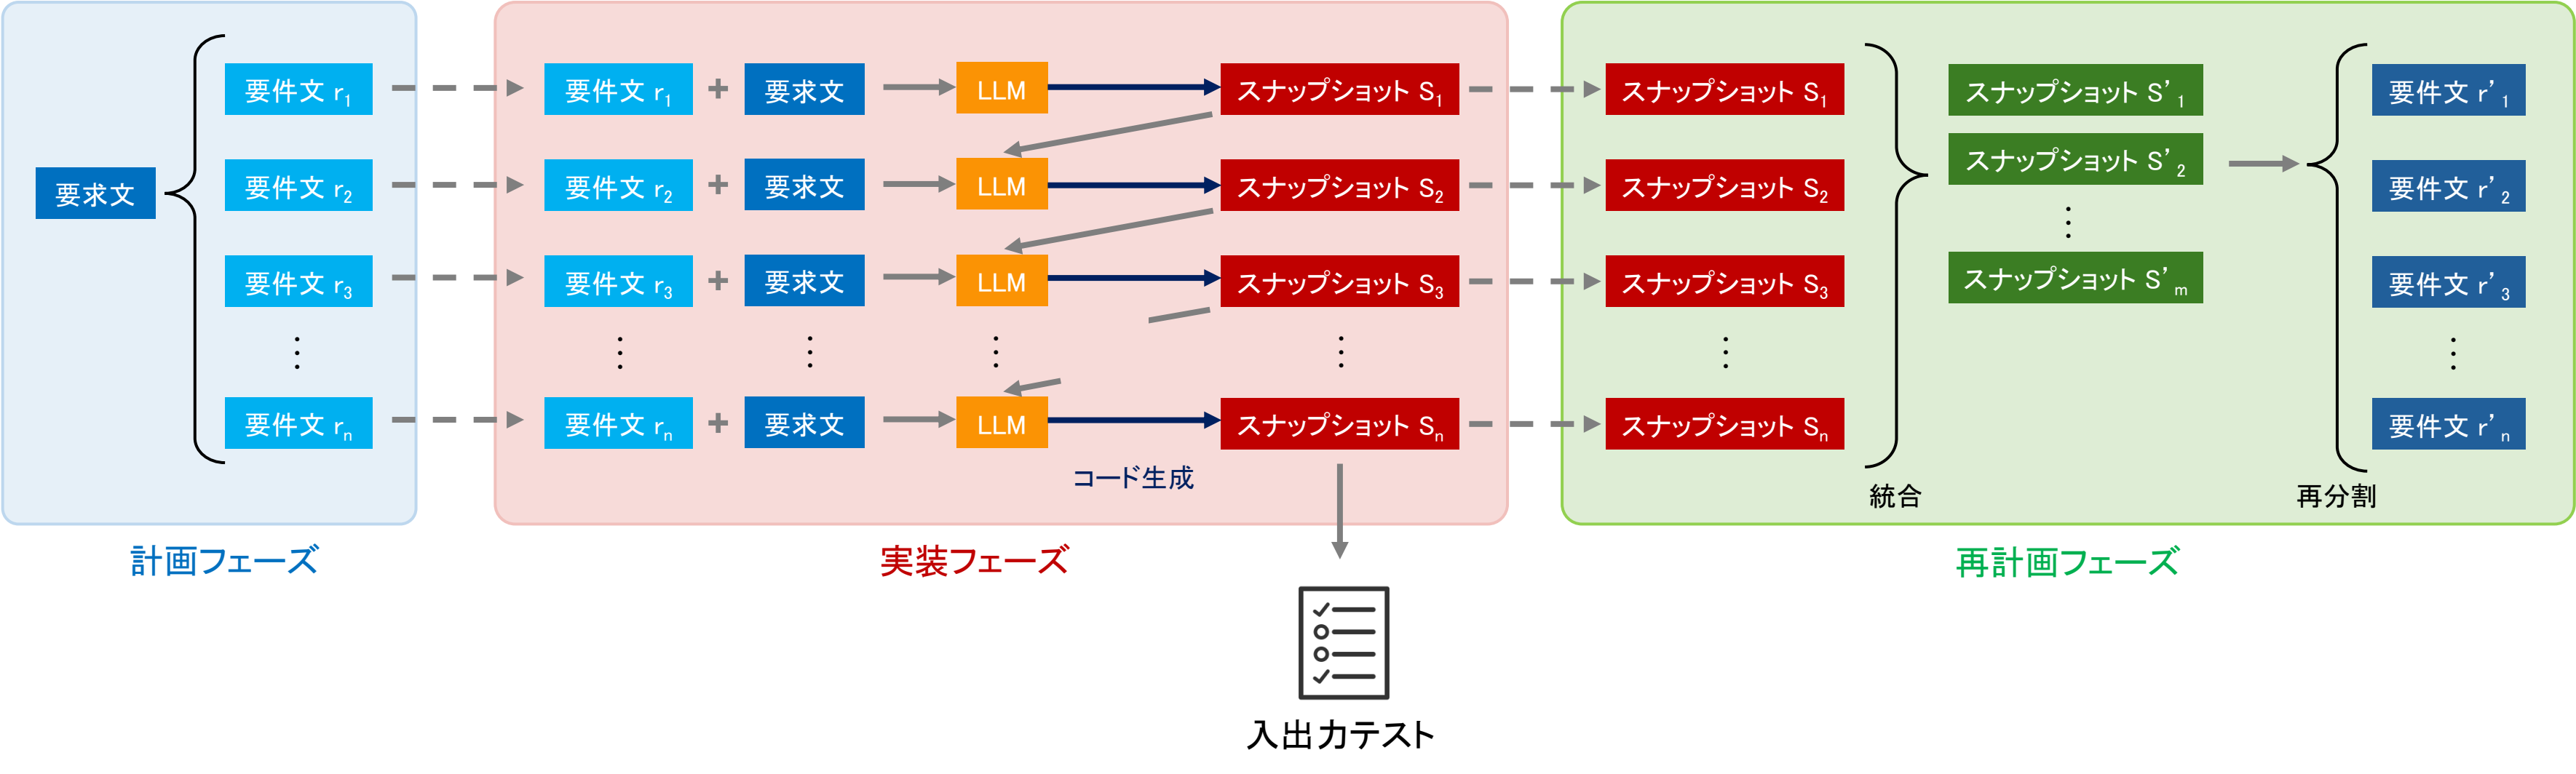 要求文
要件文 r1
要件文 r2
要件文 r3
⋮
要件文 rn
計画フェーズ
要件文 r1 + 要求文 LLM スナップショット S1
要件文 r2 + 要求文 LLM スナップショット S2
要件文 r3 + 要求文 LLM スナップショット S3
⋮ ⋮ ⋮ ⋮
要件文 rn + 要求文 LLM スナップショット Sn
コード生成
実装フェーズ
入出力テスト
スナップショット S1
スナップショット S2
スナップショット S3
⋮
スナップショット Sn
統合
スナップショット S’1
スナップショット S’2
⋮
スナップショット S’m
要件文 r’1
要件文 r’2
要件文 r’3
⋮
要件文 r’n
再分割
再計画フェーズ